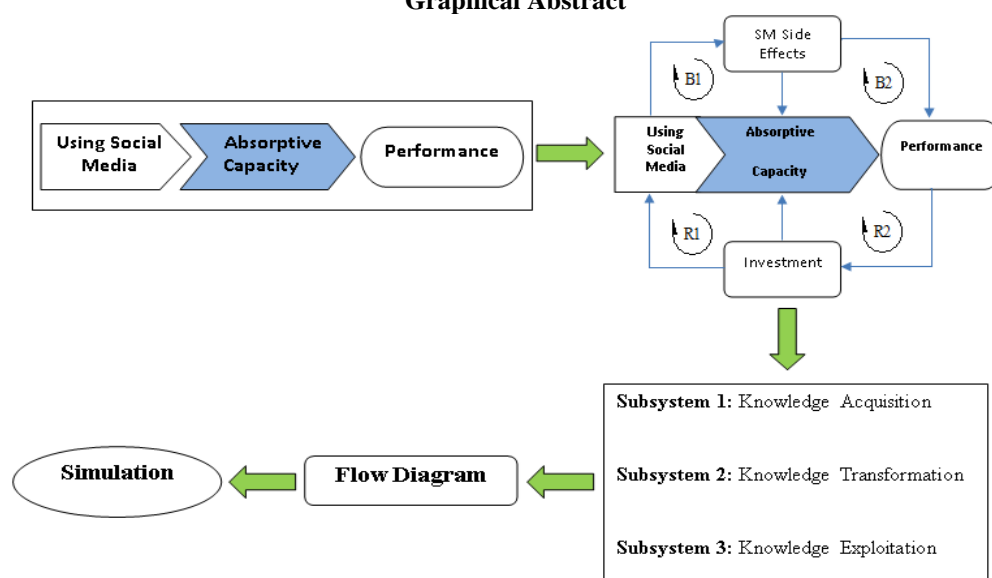 Graphical Abstract
Using Social
Media
Absorptive
Capacity
Performance
SM Side
Effects
B1
B2
Using
Social
Media
Absorptive
Capacity
Performance
R1
R2
Investment
Subsystem 1: Knowledge Acquisition
Subsystem 2: Knowledge Transformation
Subsystem 3: Knowledge Exploitation
Flow Diagram
Simulation